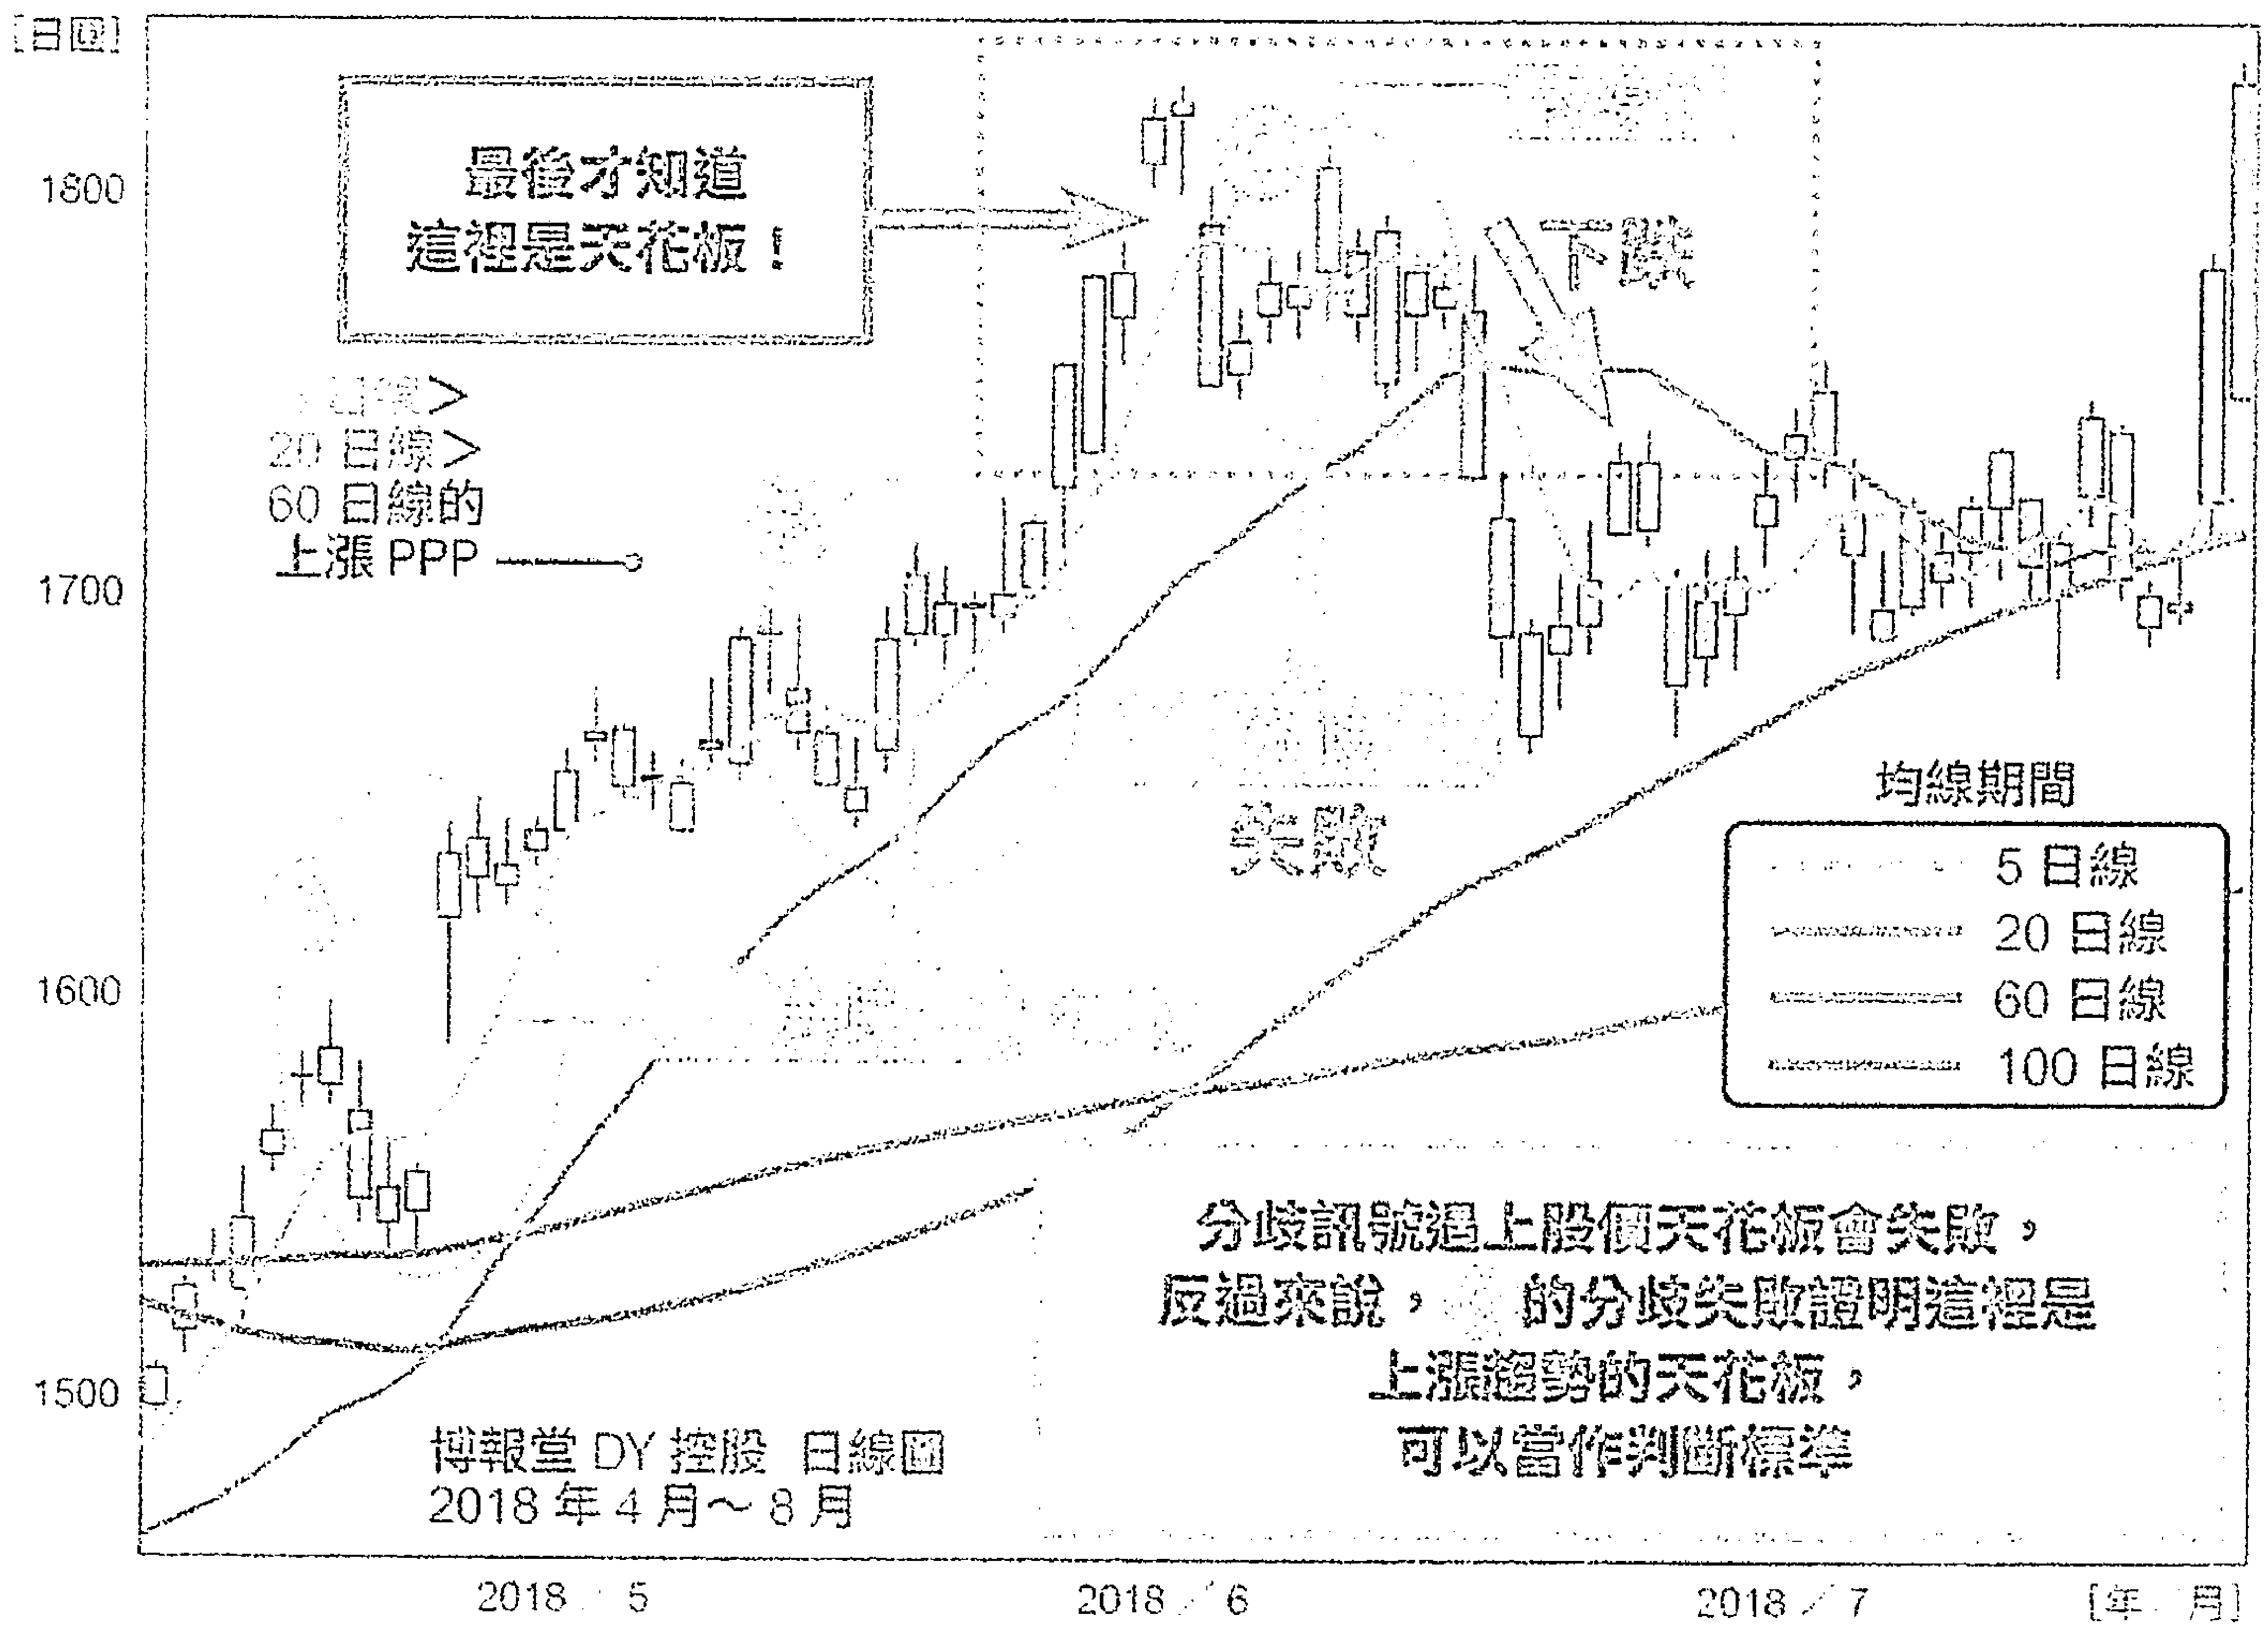 [日圓]
1800
1700
1600
1500
最後才知道
這裡是天花板！
日線＞
20 日線＞
60 日線的
上漲 PPP
下跌
失敗
均線期間
5 日線
20 日線
60 日線
100 日線
分歧訊號遇上股價天花板會失敗，
反過來說，
的分歧失敗證明這裡是
上漲趨勢的天花板，
可以當作判斷標準
博報堂 DY 控股 日線圖
2018 年 4 月～ 8 月
2018 ／ 5
2018 ／ 6
2018 ／ 7
[年 月]